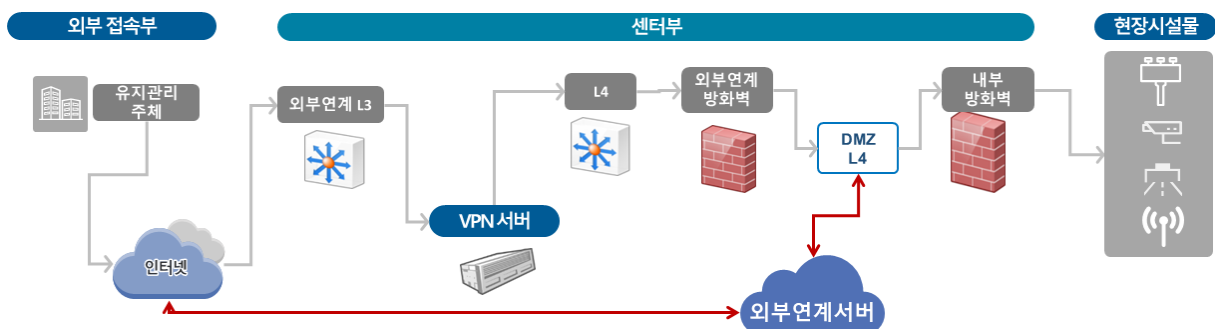 외부 접속부
센터부
현장시설물
유지관리
주체
외부연계 L3
L4
외부연계
방화벽
내부
방화벽
DMZ
L4
VPN 서버
인터넷
외부연계서버